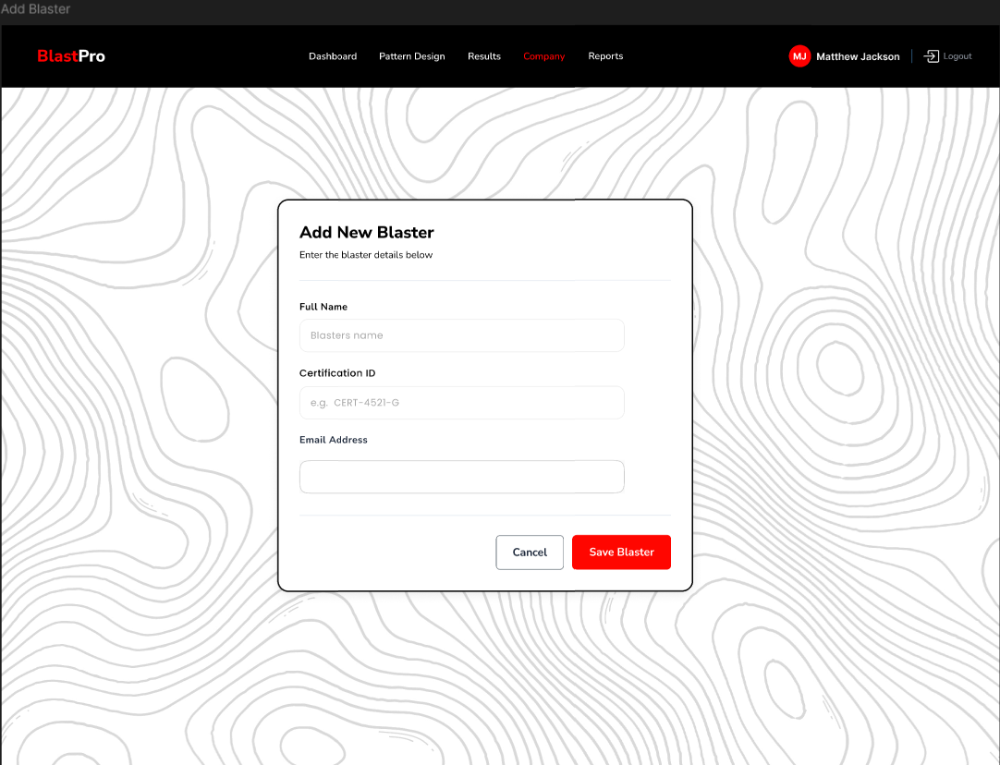 Add Blaster
BlastPro
Dashboard
Pattern Design
Results
Company
Reports
MJ
Matthew Jackson
Logout
Add New Blaster
Enter the blaster details below
Full Name
Blasters name
Certification ID
e.g. CERT-4521-G
Email Address
Cancel
Save Blaster